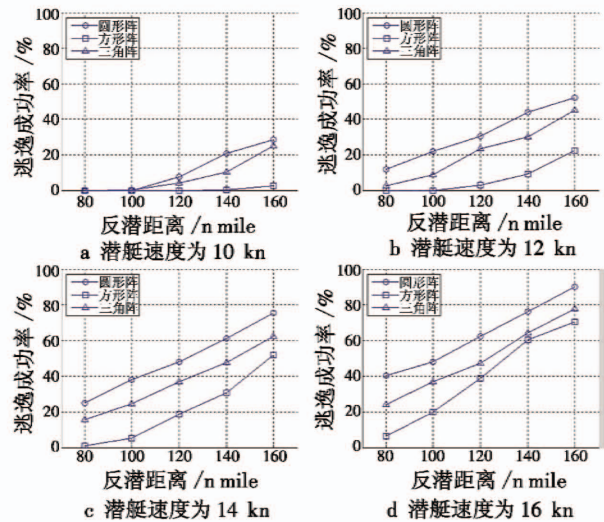 100
80
60
40
20
0
逃逸成功率 /%
圆形阵
方形阵
三角阵
80 100 120 140 160
反潜距离 /n mile
a 潜艇速度为 10 kn
100
80
60
40
20
0
逃逸成功率 /%
圆形阵
方形阵
三角阵
80 100 120 140 160
反潜距离 /n mile
b 潜艇速度为 12 kn
100
80
60
40
20
0
逃逸成功率 /%
圆形阵
方形阵
三角阵
80 100 120 140 160
反潜距离 /n mile
c 潜艇速度为 14 kn
100
80
60
40
20
0
逃逸成功率 /%
圆形阵
方形阵
三角阵
80 100 120 140 160
反潜距离 /n mile
d 潜艇速度为 16 kn